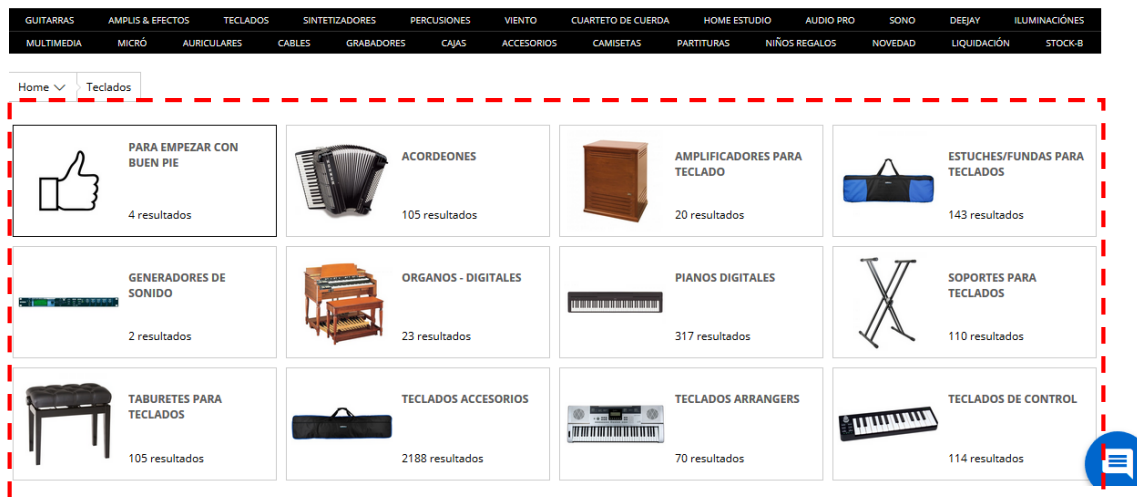 GUITARRAS AMPLIS & EFECTOS TECLADOS SINTETIZADORES PERCUSIONES VIENTO CUARTETO DE CUERDA HOME ESTUDIO AUDIO PRO SONO DEEJAY ILUMINACIÓNES
MULTIMEDIA MICRÓ AURICULARES CABLES GRABADORES CAJAS ACCESORIOS CAMISETAS PARTITURAS NIÑOS REGALOS NOVEDAD LIQUIDACIÓN STOCK-B
Home Teclados
PARA EMPEZAR CON
BUEN PIE
4 resultados
ACORDEONES
105 resultados
AMPLIFICADORES PARA
TECLADO
20 resultados
ESTUCHES/FUNDAS PARA
TECLADOS
143 resultados
GENERADORES DE
SONIDO
2 resultados
ORGANOS - DIGITALES
23 resultados
PIANOS DIGITALES
317 resultados
SOPORTES PARA
TECLADOS
110 resultados
TABURETES PARA
TECLADOS
105 resultados
TECLADOS ACCESORIOS
2188 resultados
TECLADOS ARRANGERS
70 resultados
TECLADOS DE CONTROL
114 resultados